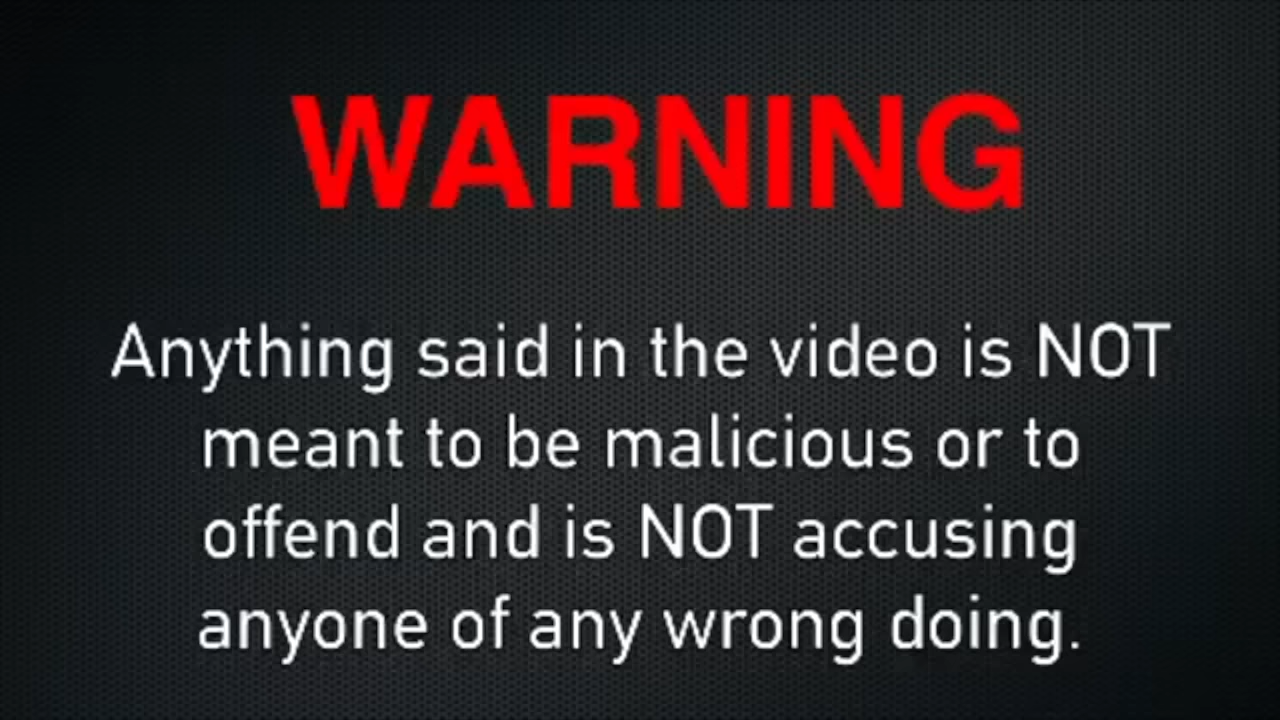 WARNING
Anything said in the video is NOT
meant to be malicious or to
offend and is NOT accusing
anyone of any wrong doing.